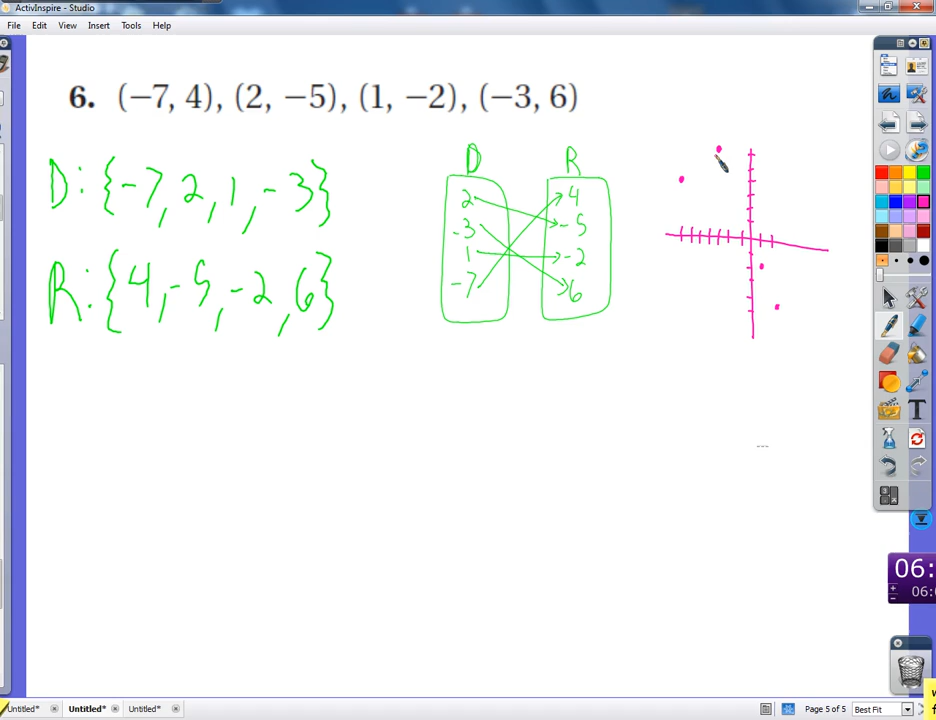 ActivInspire - Studio
File Edit View Insert Tools Help
6. (−7, 4), (2, −5), (1, −2), (−3, 6)
D: {-7, 2, 1, -3}
R: {4, -5, -2, 6}
D R
2 4
-3 -5
1 -2
-7 6
06:
06:
Untitled* Untitled* Untitled* Page 5 of 5 Best Fit